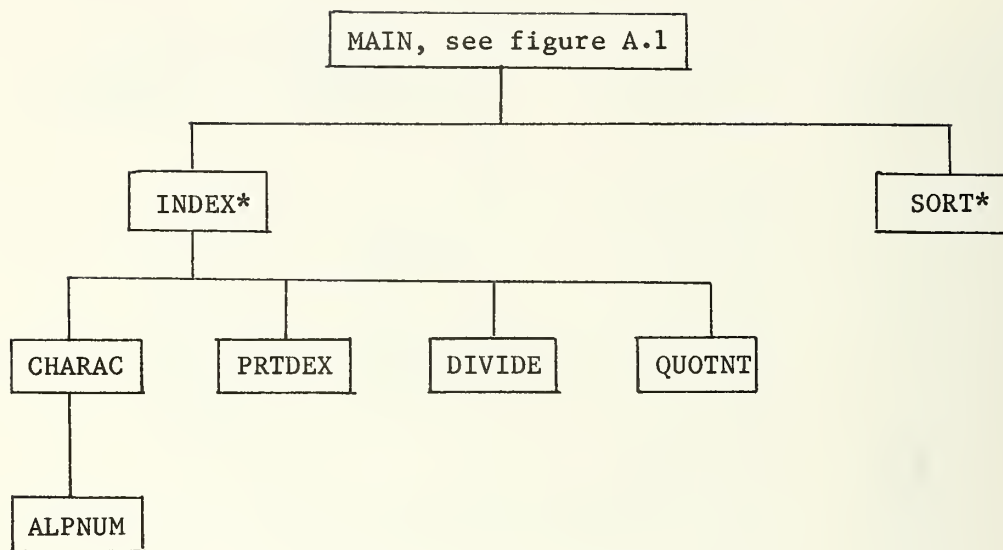 MAIN, see figure A.1
INDEX*
SORT*
CHARAC
PRTDEX
DIVIDE
QUOTNT
ALPNUM